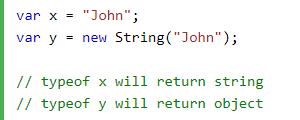 var x = "John";
var y = new String("John");
// typeof x will return string
// typeof y will return object